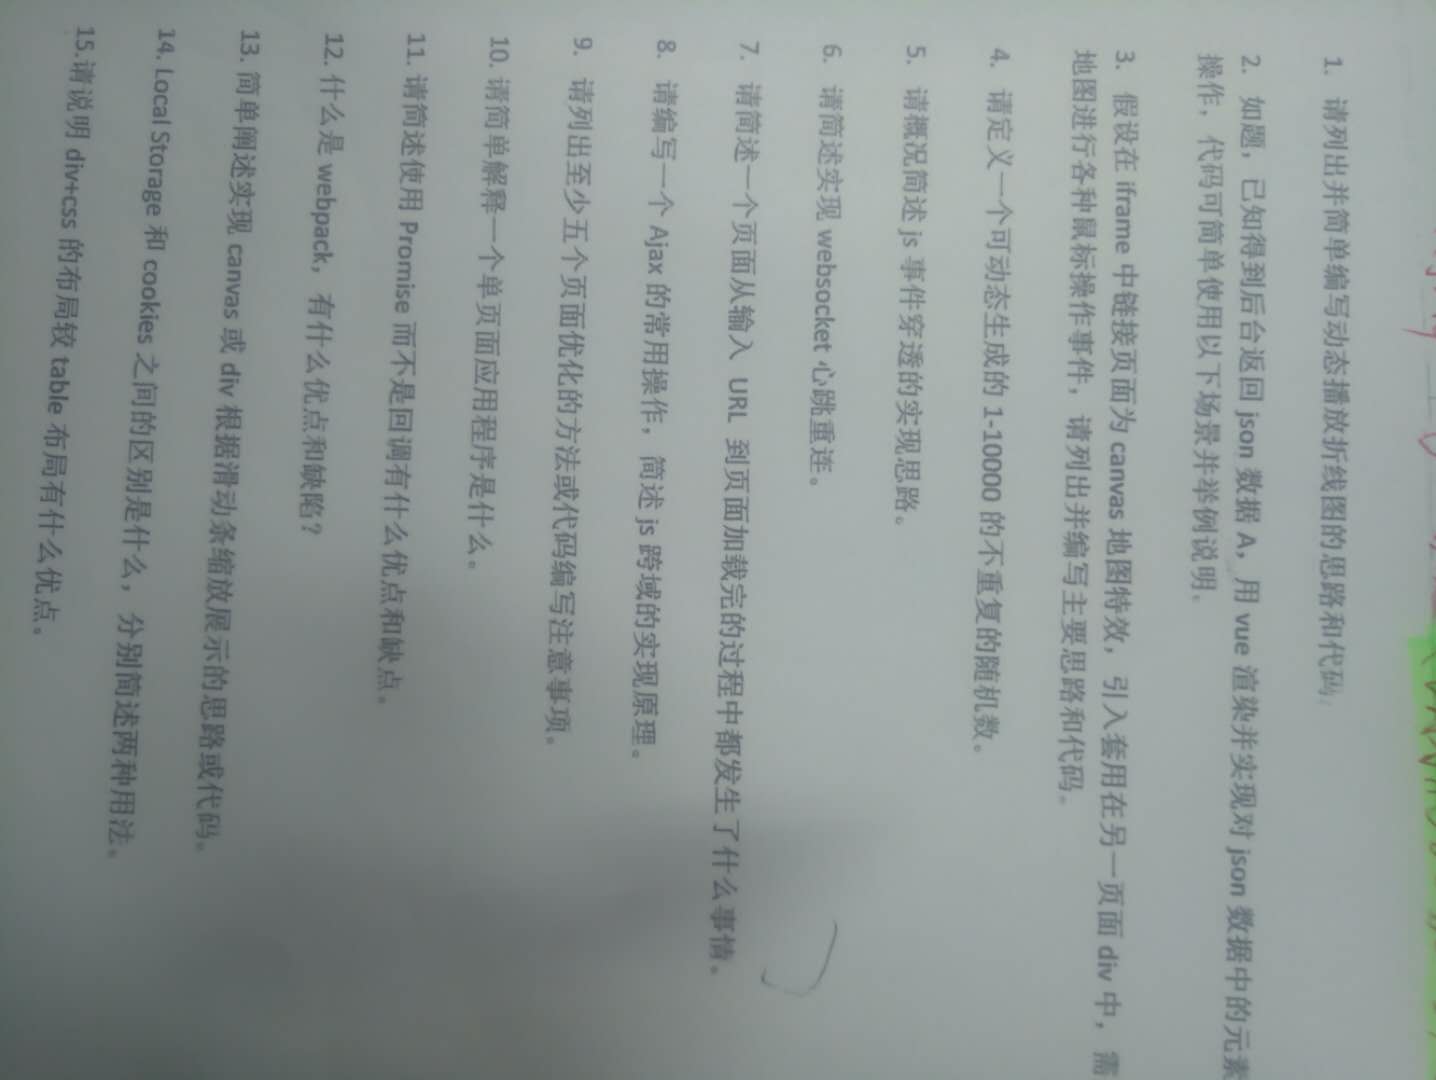 1. 请列出并简单编写动态播放折线图的思路和代码。
2. 如题，已知得到后台返回 json 数据 A，用 vue 渲染并实现对 json 数据中的元素
操作，代码可简单使用以下场景并举例说明。
3. 假设在 iframe 中链接页面为 canvas 地图特效，引入套用在另一页面 div 中，需
地图进行各种鼠标操作事件，请列出并编写主要思路和代码。
4. 请定义一个可动态生成的 1-10000 的不重复的随机数。
5. 请概况简述 js 事件穿透的实现思路。
6. 请简述实现 websocket 心跳重连。
7. 请简述一个页面从输入 URL 到页面加载完的过程中都发生了什么事情。
8. 请编写一个 Ajax 的常用操作，简述 js 跨域的实现原理。
9. 请列出至少五个页面优化的方法或代码编写注意事项。
10. 请简单解释一个单页面应用程序是什么。
11. 请简述使用 Promise 而不是回调有什么优点和缺点。
12. 什么是 webpack，有什么优点和缺陷？
13. 简单阐述实现 canvas 或 div 根据滑动条缩放展示的思路或代码。
14. Local Storage 和 cookies 之间的区别是什么，分别简述两种用法。
15.请说明 div+css 的布局较 table 布局有什么优点。